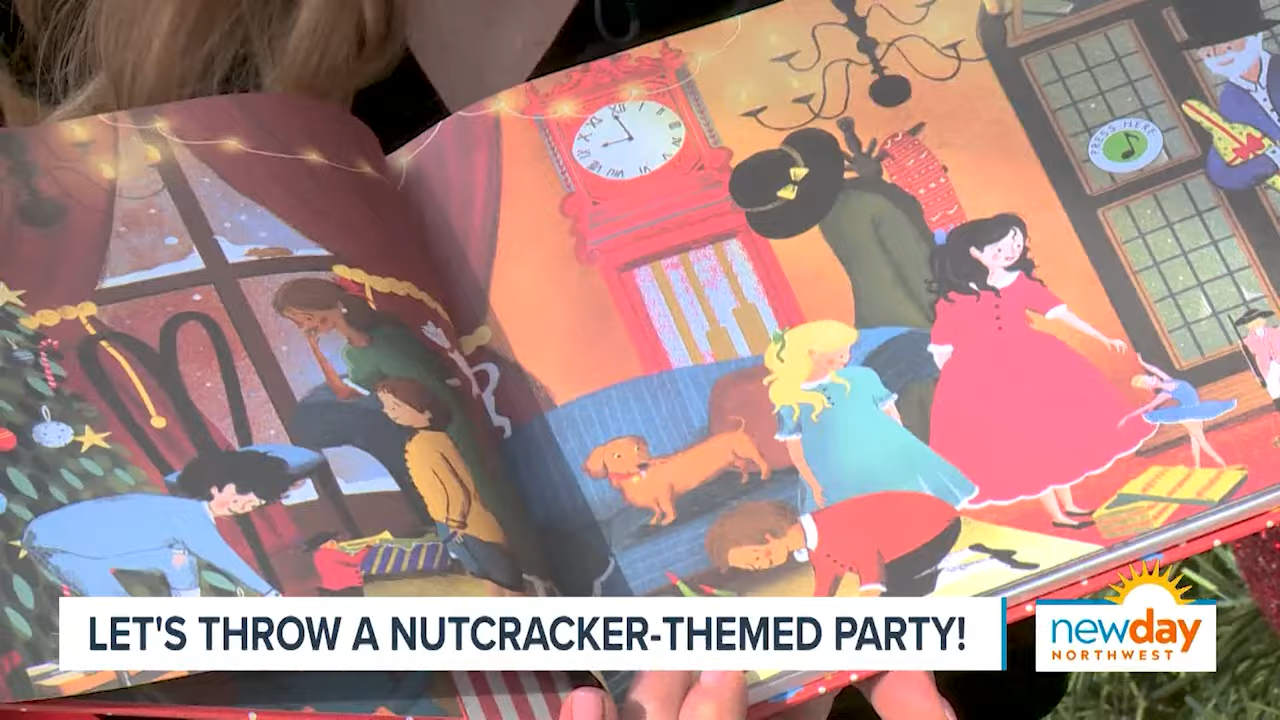 PRESS HERE
LET'S THROW A NUTCRACKER-THEMED PARTY!
newday
NORTHWEST